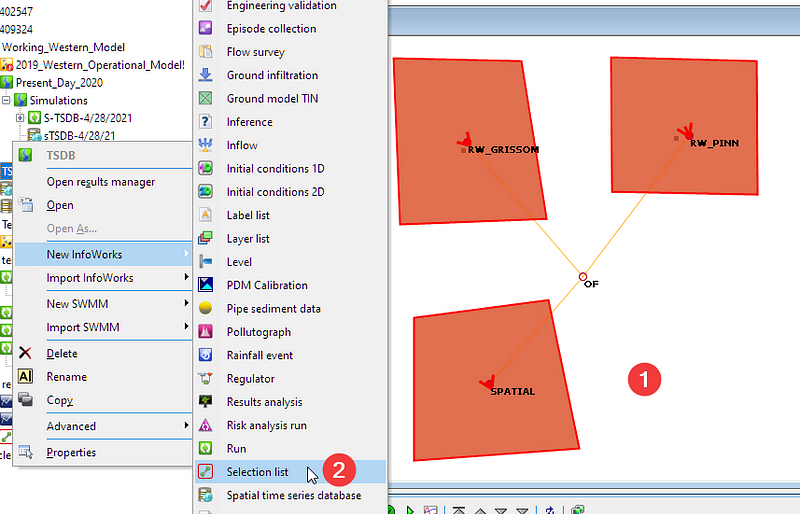 402547
409324
Working_Western_Model
2019_Western_Operational_Model!
Present_Day_2020
Simulations
S-TSDB-4/28/2021
sTSDB-4/28/21
TSDB
Open results manager
Open
Open As...
New InfoWorks
Import InfoWorks
New SWMM
Import SWMM
Delete
Rename
Copy
Advanced
Properties
Engineering validation
Episode collection
Flow survey
Ground infiltration
Ground model TIN
Inference
Inflow
Initial conditions 1D
Initial conditions 2D
Label list
Layer list
Level
PDM Calibration
Pipe sediment data
Pollutograph
Rainfall event
Regulator
Results analysis
Risk analysis run
Run
Selection list
2
Spatial time series database
RW_GRISSOM
RW_PINN
OF
SPATIAL
1